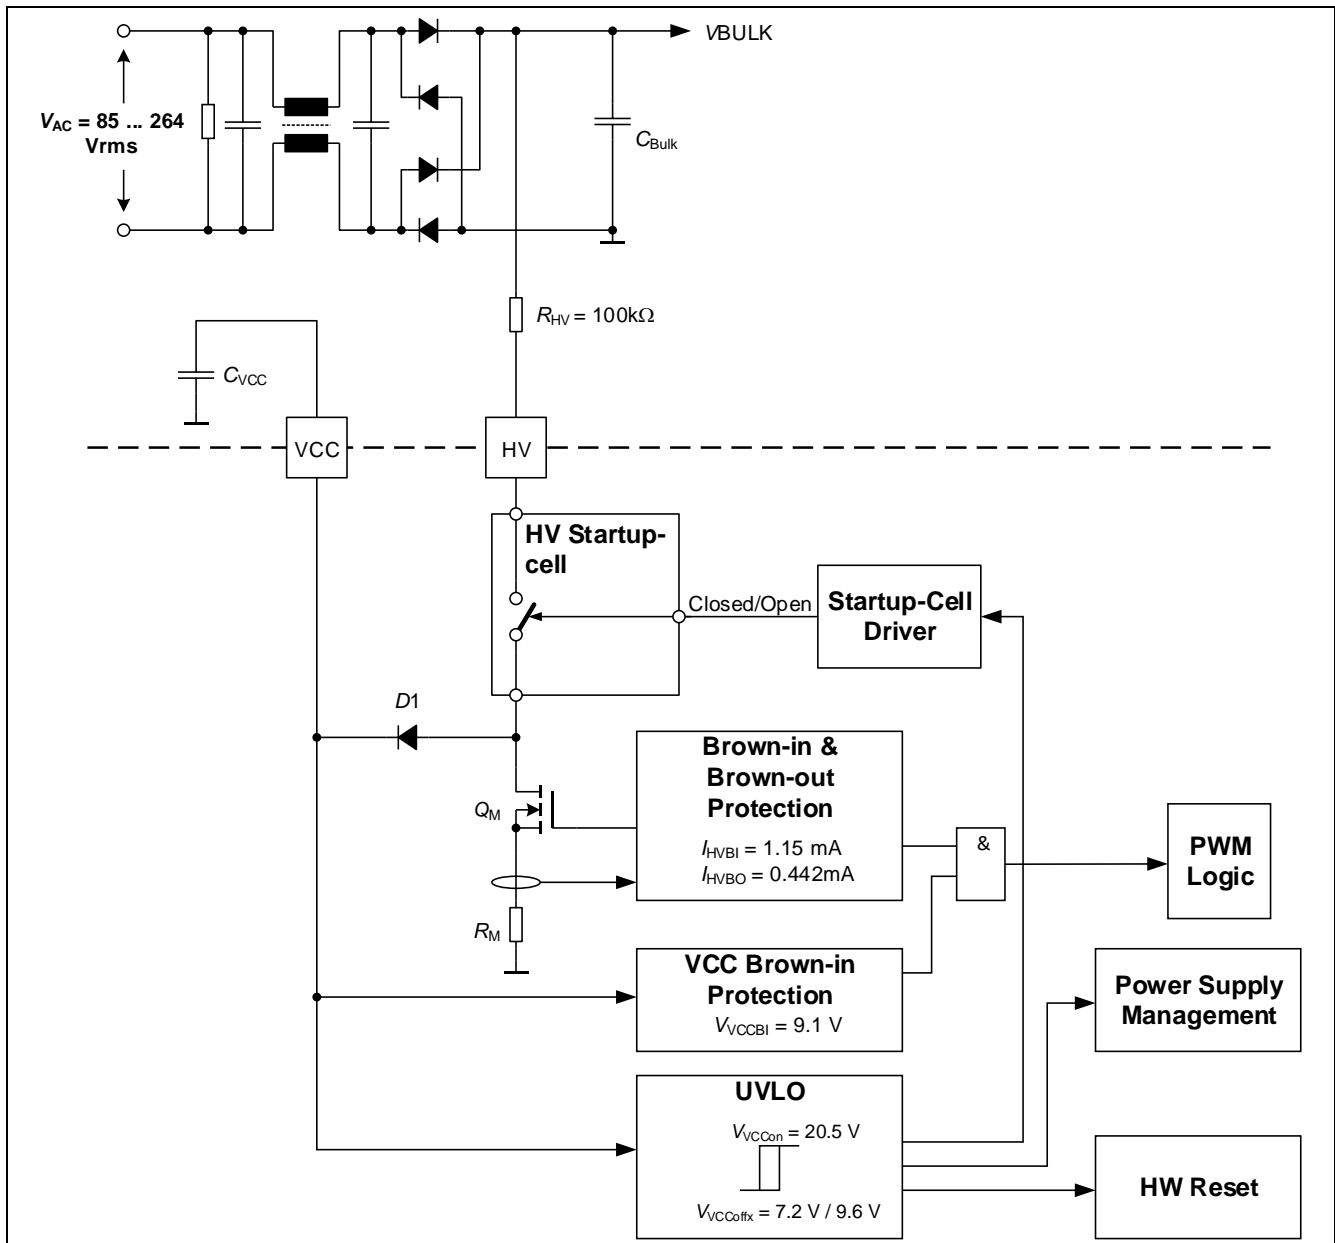 VBULK
VAC = 85 ... 264
Vrms
CBulk
RHV = 100kΩ
CVCC
VCC
HV
HV Startup-
cell
Closed/Open
Startup-Cell
Driver
D1
Brown-in &
Brown-out
Protection
IHVBI = 1.15 mA
IHVBO = 0.442mA
QM
&
PWM
Logic
RM
VCC Brown-in
Protection
VVCCBI = 9.1 V
Power Supply
Management
UVLO
VVCCon = 20.5 V
VVCCoffx = 7.2 V / 9.6 V
HW Reset